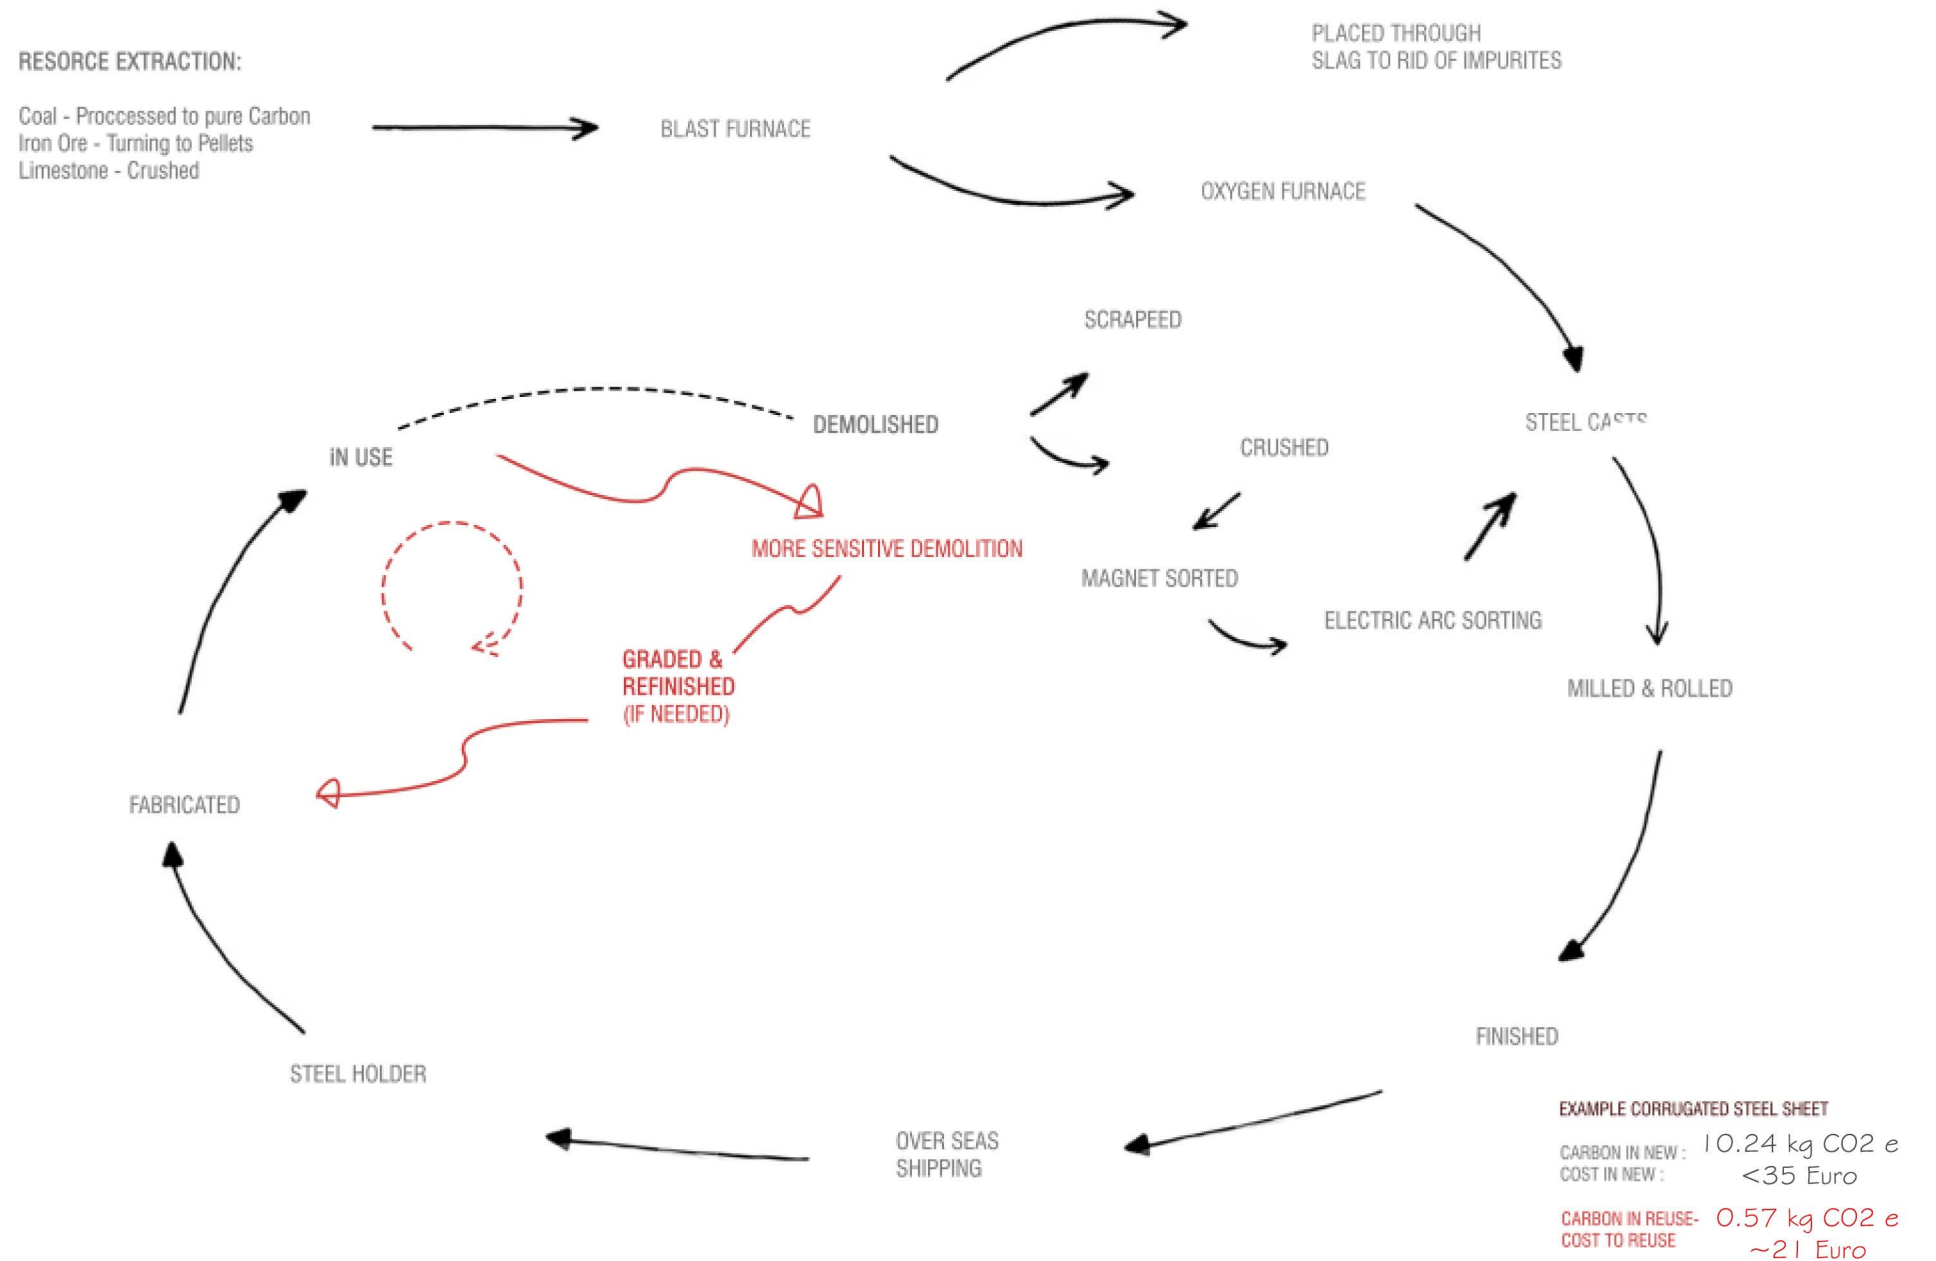 RESORCE EXTRACTION:
Coal - Proccessed to pure Carbon
Iron Ore - Turning to Pellets
Limestone - Crushed
BLAST FURNACE
PLACED THROUGH
SLAG TO RID OF IMPURITES
OXYGEN FURNACE
SCRAPEED
STEEL CASTS
DEMOLISHED
CRUSHED
iN USE
MORE SENSITIVE DEMOLITION
MAGNET SORTED
ELECTRIC ARC SORTING
GRADED &
REFINISHED
(IF NEEDED)
MILLED & ROLLED
FABRICATED
FINISHED
STEEL HOLDER
OVER SEAS
SHIPPING
EXAMPLE CORRUGATED STEEL SHEET
CARBON IN NEW : 10.24 kg CO2 e
COST IN NEW : <35 Euro
CARBON IN REUSE- 0.57 kg CO2 e
COST TO REUSE ~21 Euro